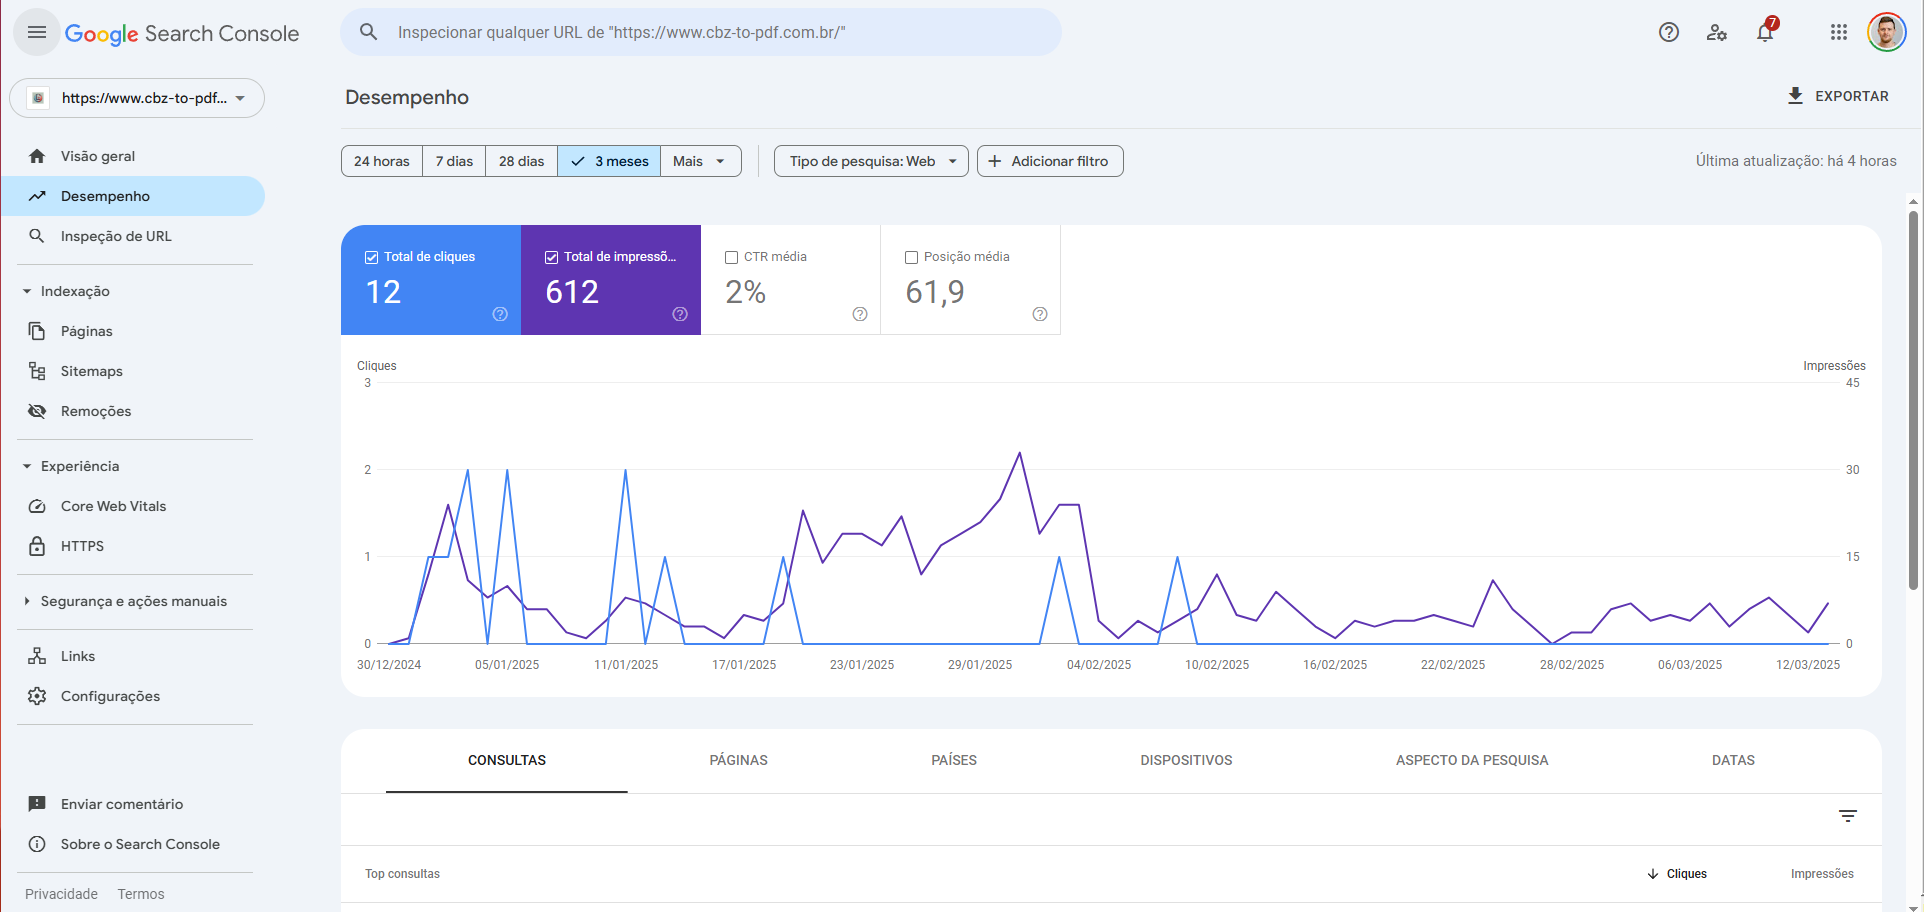 Google Search Console
Inspecionar qualquer URL de "https://www.cbz-to-pdf.com.br/"
7
https://www.cbz-to-pdf...
Desempenho
EXPORTAR
Visão geral
Desempenho
Inspeção de URL
Indexação
Páginas
Sitemaps
Remoções
Experiência
Core Web Vitals
HTTPS
Segurança e ações manuais
Links
Configurações
Enviar comentário
Sobre o Search Console
Privacidade Termos
24 horas 7 dias 28 dias 3 meses Mais
Tipo de pesquisa: Web
Adicionar filtro
Última atualização: há 4 horas
Total de cliques
12
Total de impressõ...
612
CTR média
2%
Posição média
61,9
Cliques Impressões
3 45
2 30
1 15
0 0
30/12/2024 05/01/2025 11/01/2025 17/01/2025 23/01/2025 29/01/2025 04/02/2025 10/02/2025 16/02/2025 22/02/2025 28/02/2025 06/03/2025 12/03/2025
CONSULTAS PÁGINAS PAÍSES DISPOSITIVOS ASPECTO DA PESQUISA DATAS
Top consultas Cliques Impressões